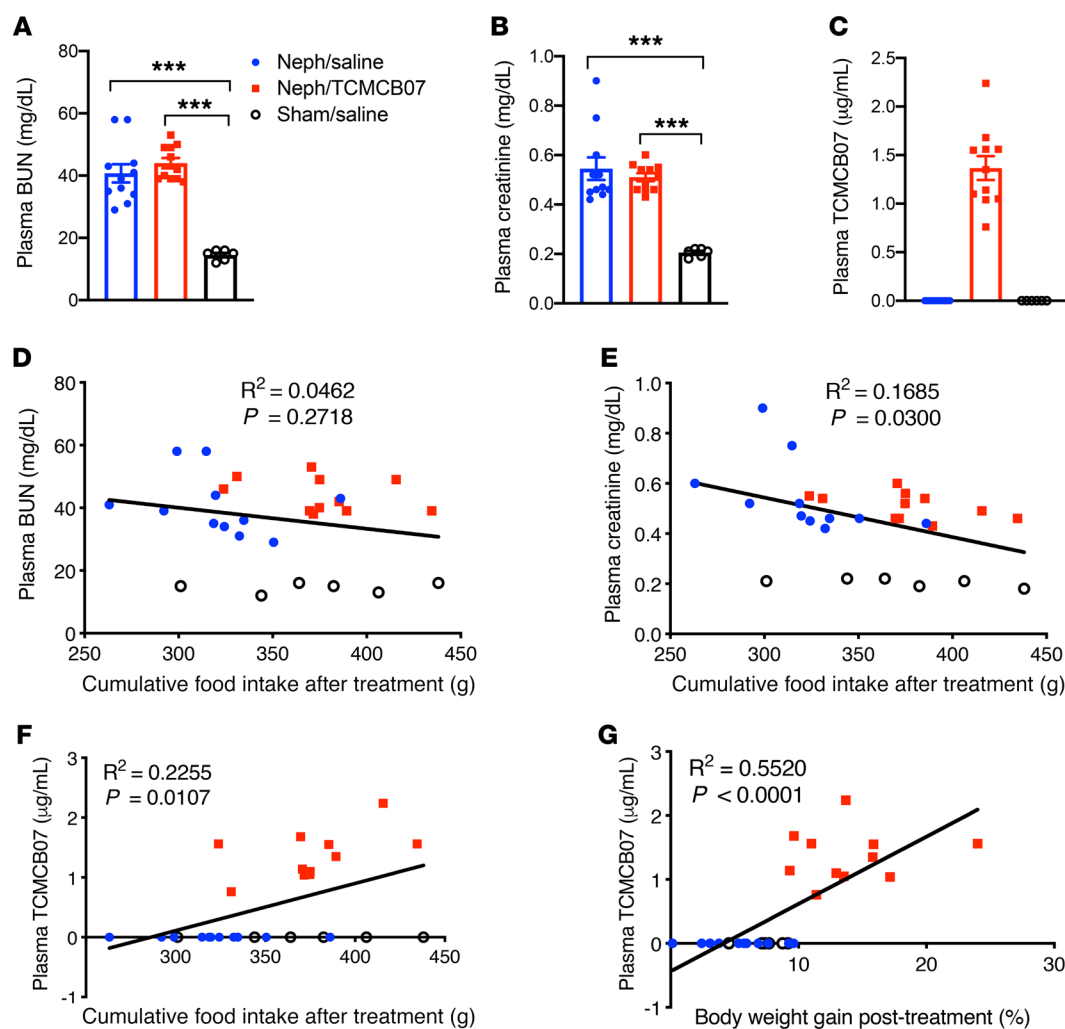 A
Plasma BUN (mg/dL)
80
60
40
20
0
***
***
Neph/saline
Neph/TCMCB07
Sham/saline
B
Plasma creatinine (mg/dL)
1.0
0.8
0.6
0.4
0.2
0.0
***
***
C
Plasma TCMCB07 (μg/mL)
2.5
2.0
1.5
1.0
0.5
0.0
D
Plasma BUN (mg/dL)
80
60
40
20
0
R² = 0.0462
P = 0.2718
250 300 350 400 450
Cumulative food intake after treatment (g)
E
Plasma creatinine (mg/dL)
1.0
0.8
0.6
0.4
0.2
0.0
R² = 0.1685
P = 0.0300
250 300 350 400 450
Cumulative food intake after treatment (g)
F
Plasma TCMCB07 (μg/mL)
3
2
1
0
-1
R² = 0.2255
P = 0.0107
300 350 400 450
Cumulative food intake after treatment (g)
G
Plasma TCMCB07 (μg/mL)
3
2
1
0
-1
R² = 0.5520
P < 0.0001
10 20 30
Body weight gain post-treatment (%)